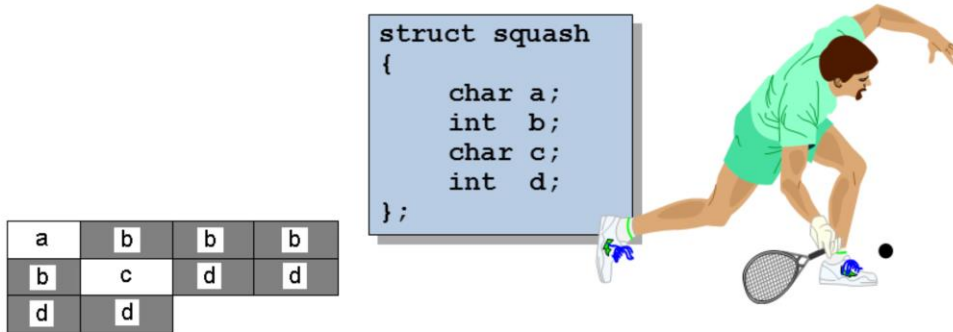 struct squash
{
char a;
int b;
char c;
int d;
};
a b b b
b c d d
d d